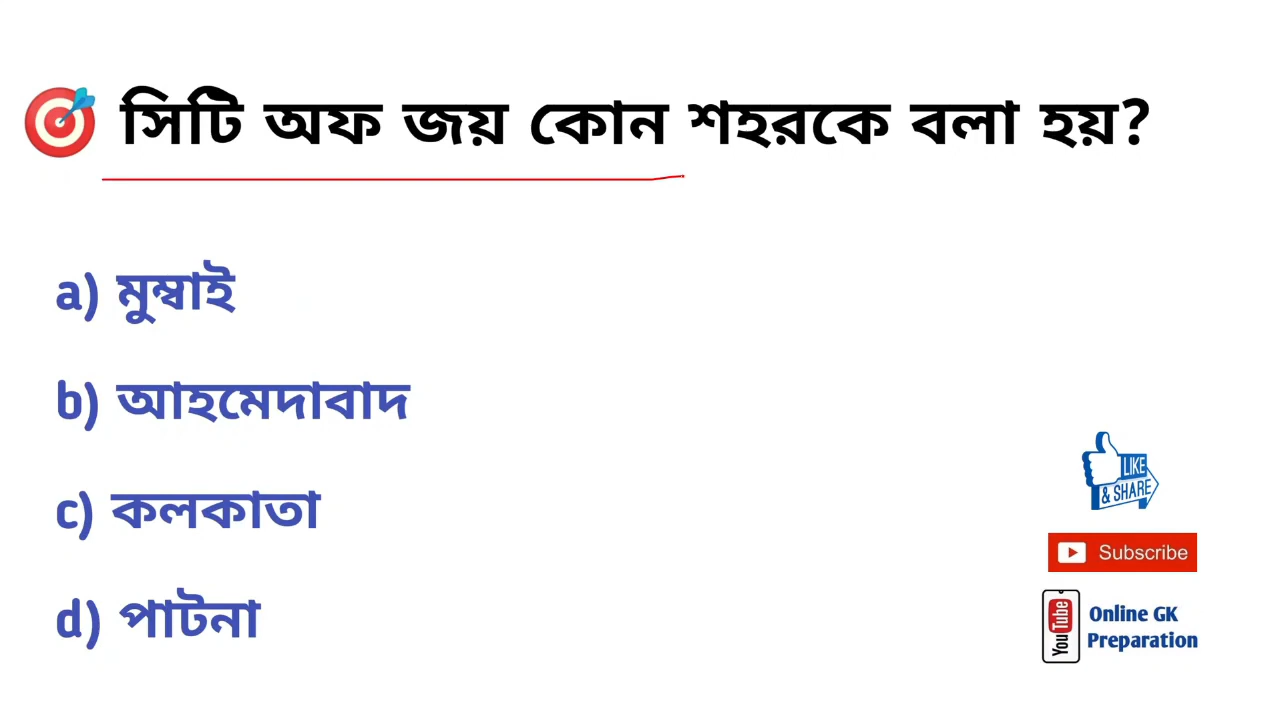 সিটি অফ জয় কোন শহরকে বলা হয়?
a) মুম্বাই
b) আহমেদাবাদ
c) কলকাতা
d) পাটনা
LIKE
& SHARE
Subscribe
YouTube
Online GK
Preparation